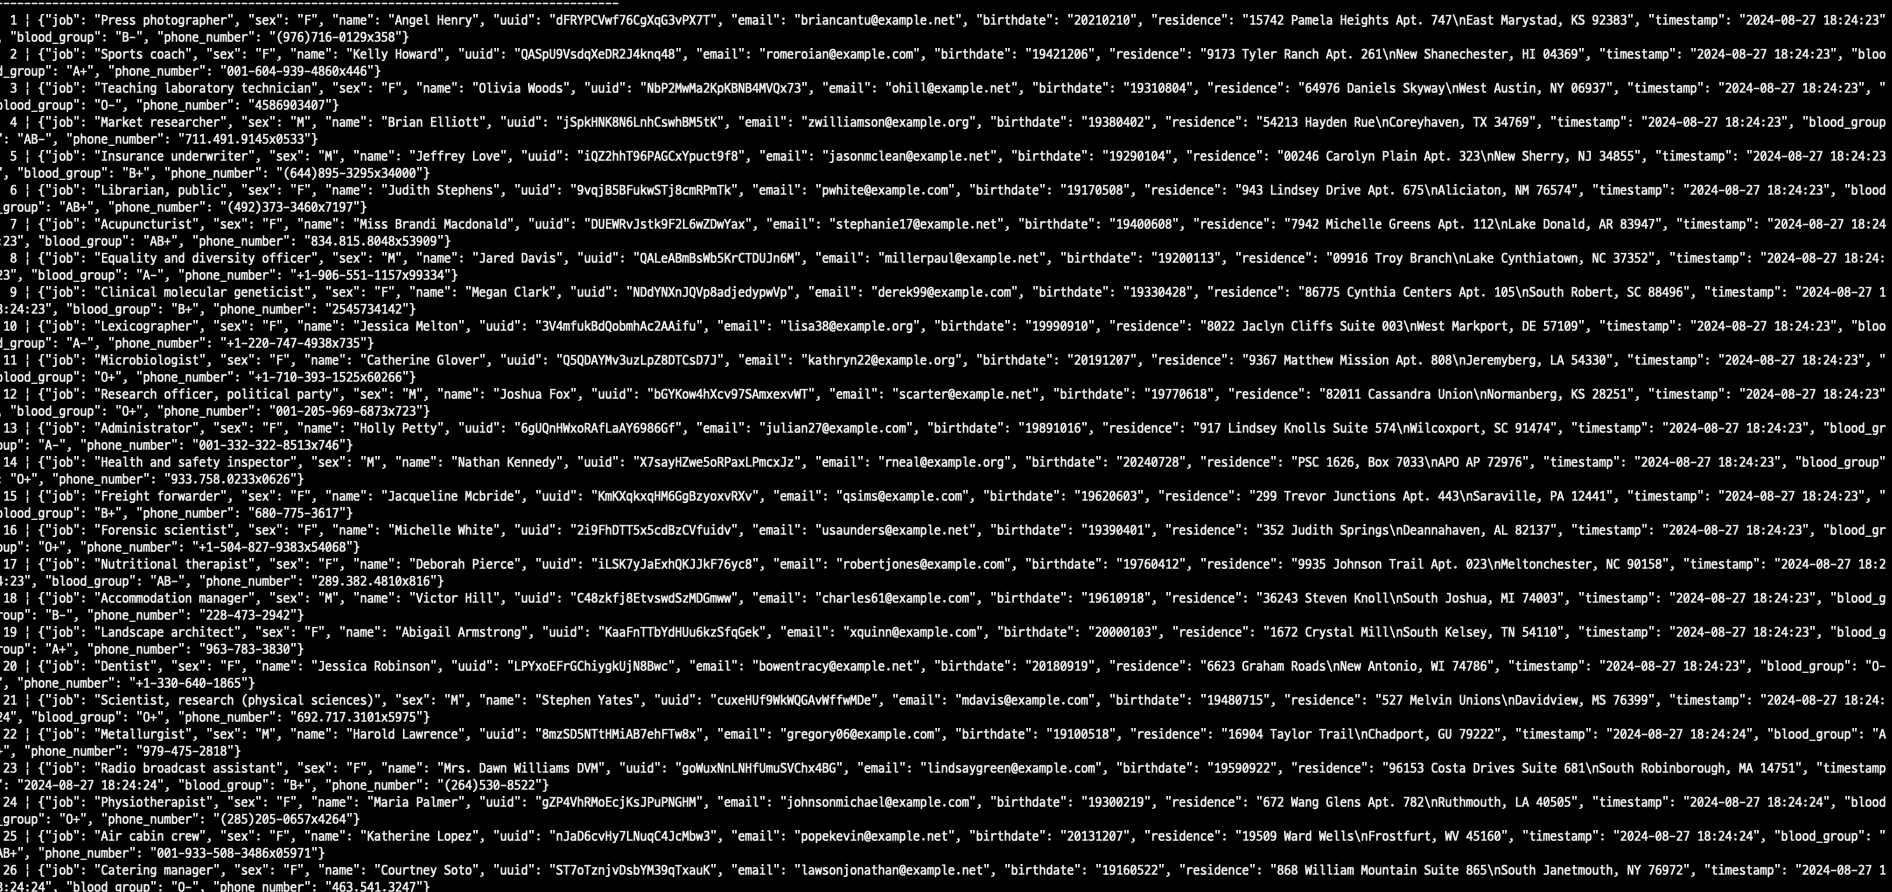 1 | {"job": "Press photographer", "sex": "F", "name": "Angel Henry", "uuid": "dFRYPCVwf76CgXqG3vPX7T", "email": "briancantu@example.net", "birthdate": "20210210", "residence": "15742 Pamela Heights Apt. 747\nEast Marystad, KS 92383", "timestamp": "2024-08-27 18:24:23"
, "blood_group": "B-", "phone_number": "(976)716-0129x358"}
2 | {"job": "Sports coach", "sex": "F", "name": "Kelly Howard", "uuid": "QASpU9VsdqXeDR2J4knq48", "email": "romeroian@example.com", "birthdate": "19421206", "residence": "9173 Tyler Ranch Apt. 261\nNew Shanechester, HI 04369", "timestamp": "2024-08-27 18:24:23", "bloo
d_group": "A+", "phone_number": "001-604-939-4860x446"}
3 | {"job": "Teaching laboratory technician", "sex": "F", "name": "Olivia Woods", "uuid": "NbP2MwMa2KpKBNB4MVQx73", "email": "ohill@example.net", "birthdate": "19310804", "residence": "64976 Daniels Skyway\nWest Austin, NY 06937", "timestamp": "2024-08-27 18:24:23", "
blood_group": "O-", "phone_number": "4586903407"}
4 | {"job": "Market researcher", "sex": "M", "name": "Brian Elliott", "uuid": "jSpkHNK8N6LnhCswhBM5tK", "email": "zwilliamson@example.org", "birthdate": "19380402", "residence": "54213 Hayden Rue\nCoreyhaven, TX 34769", "timestamp": "2024-08-27 18:24:23", "blood_group
": "AB-", "phone_number": "711.491.9145x0533"}
5 | {"job": "Insurance underwriter", "sex": "M", "name": "Jeffrey Love", "uuid": "iQZ2hhT96PAGCxYpuct9f8", "email": "jasonmclean@example.net", "birthdate": "19290104", "residence": "00246 Carolyn Plain Apt. 323\nNew Sherry, NJ 34855", "timestamp": "2024-08-27 18:24:23
", "blood_group": "B+", "phone_number": "(644)895-3295x34000"}
6 | {"job": "Librarian, public", "sex": "F", "name": "Judith Stephens", "uuid": "9vqjB5BFukwSTj8cmRPmTk", "email": "pwhite@example.com", "birthdate": "19170508", "residence": "943 Lindsey Drive Apt. 675\nAliciaton, NM 76574", "timestamp": "2024-08-27 18:24:23", "blood
_group": "AB+", "phone_number": "(492)373-3460x7197"}
7 | {"job": "Acupuncturist", "sex": "F", "name": "Miss Brandi Macdonald", "uuid": "DUEWRvJstk9F2L6wZDwYax", "email": "stephanie17@example.net", "birthdate": "19400608", "residence": "7942 Michelle Greens Apt. 112\nLake Donald, AR 83947", "timestamp": "2024-08-27 18:24
:23", "blood_group": "AB+", "phone_number": "834.815.8048x53909"}
8 | {"job": "Equality and diversity officer", "sex": "M", "name": "Jared Davis", "uuid": "QALeABmBsWb5KrCTDUJn6M", "email": "millerpaul@example.net", "birthdate": "19200113", "residence": "09916 Troy Branch\nLake Cynthiatown, NC 37352", "timestamp": "2024-08-27 18:24:
23", "blood_group": "A-", "phone_number": "+1-906-551-1157x99334"}
9 | {"job": "Clinical molecular geneticist", "sex": "F", "name": "Megan Clark", "uuid": "NDdYNXnJQVp8adjedypwVp", "email": "derek99@example.com", "birthdate": "19330428", "residence": "86775 Cynthia Centers Apt. 105\nSouth Robert, SC 88496", "timestamp": "2024-08-27 1
8:24:23", "blood_group": "B+", "phone_number": "2545734142"}
10 | {"job": "Lexicographer", "sex": "F", "name": "Jessica Melton", "uuid": "3V4mfukBdQobmhAc2AAifu", "email": "lisa38@example.org", "birthdate": "19990910", "residence": "8022 Jaclyn Cliffs Suite 003\nWest Markport, DE 57109", "timestamp": "2024-08-27 18:24:23", "bloo
d_group": "A-", "phone_number": "+1-220-747-4938x735"}
11 | {"job": "Microbiologist", "sex": "F", "name": "Catherine Glover", "uuid": "Q5QDAYMv3uzLpZ8DTCsD7J", "email": "kathryn22@example.org", "birthdate": "20191207", "residence": "9367 Matthew Mission Apt. 808\nJeremyberg, LA 54330", "timestamp": "2024-08-27 18:24:23", "
blood_group": "O+", "phone_number": "+1-710-393-1525x60266"}
12 | {"job": "Research officer, political party", "sex": "M", "name": "Joshua Fox", "uuid": "bGYKow4hXcv97SAmxexvWT", "email": "scarter@example.net", "birthdate": "19770618", "residence": "82011 Cassandra Union\nNormanberg, KS 28251", "timestamp": "2024-08-27 18:24:23"
, "blood_group": "O+", "phone_number": "001-205-969-6873x723"}
13 | {"job": "Administrator", "sex": "F", "name": "Holly Petty", "uuid": "6gUQnHWxoRAfLaAY6986Gf", "email": "julian27@example.com", "birthdate": "19891016", "residence": "917 Lindsey Knolls Suite 574\nWilcoxport, SC 91474", "timestamp": "2024-08-27 18:24:23", "blood_gr
oup": "A-", "phone_number": "001-332-322-8513x746"}
14 | {"job": "Health and safety inspector", "sex": "M", "name": "Nathan Kennedy", "uuid": "X7sayHZwe5oRPaxLPmcxJz", "email": "rneal@example.org", "birthdate": "20240728", "residence": "PSC 1626, Box 7033\nAPO AP 72976", "timestamp": "2024-08-27 18:24:23", "blood_group"
: "O+", "phone_number": "933.758.0233x0626"}
15 | {"job": "Freight forwarder", "sex": "F", "name": "Jacqueline Mcbride", "uuid": "KmKXqkxqHM6GgBzyoxvRXv", "email": "qsims@example.com", "birthdate": "19620603", "residence": "299 Trevor Junctions Apt. 443\nSaraville, PA 12441", "timestamp": "2024-08-27 18:24:23", "
blood_group": "B+", "phone_number": "680-775-3617"}
16 | {"job": "Forensic scientist", "sex": "F", "name": "Michelle White", "uuid": "2i9FhDTT5x5cdBzCVfuidv", "email": "usaunders@example.com", "birthdate": "19390401", "residence": "352 Judith Springs\nDeannahaven, AL 82137", "timestamp": "2024-08-27 18:24:23", "blood_gr
oup": "O+", "phone_number": "+1-504-827-9383x54068"}
17 | {"job": "Nutritional therapist", "sex": "F", "name": "Deborah Pierce", "uuid": "iLSK7yJaExhQKJJkF76yc8", "email": "robertjones@example.com", "birthdate": "19760412", "residence": "9935 Johnson Trail Apt. 023\nMeltonchester, NC 90158", "timestamp": "2024-08-27 18:2
4:23", "blood_group": "AB-", "phone_number": "289.382.4810x816"}
18 | {"job": "Accommodation manager", "sex": "M", "name": "Victor Hill", "uuid": "C48zkfj8EtvswdSzMDGmww", "email": "charles61@example.com", "birthdate": "19610918", "residence": "36243 Steven Knoll\nSouth Joshua, MI 74003", "timestamp": "2024-08-27 18:24:23", "blood_g
roup": "B-", "phone_number": "228-473-2942"}
19 | {"job": "Landscape architect", "sex": "F", "name": "Abigail Armstrong", "uuid": "KaaFnTTbYdHUu6kzSfqGek", "email": "xquinn@example.com", "birthdate": "20000103", "residence": "1672 Crystal Mill\nSouth Kelsey, TN 54110", "timestamp": "2024-08-27 18:24:23", "blood_g
roup": "A+", "phone_number": "963-783-3830"}
20 | {"job": "Dentist", "sex": "F", "name": "Jessica Robinson", "uuid": "LPYxoEFrGChiygkUjN8Bwc", "email": "bowentracy@example.net", "birthdate": "20180919", "residence": "6623 Graham Roads\nNew Antonio, WI 74786", "timestamp": "2024-08-27 18:24:23", "blood_group": "O-
", "phone_number": "+1-330-640-1865"}
21 | {"job": "Scientist, research (physical sciences)", "sex": "M", "name": "Stephen Yates", "uuid": "cuxeHUf9WkWQGAvWffwMDe", "email": "mdavis@example.com", "birthdate": "19480715", "residence": "527 Melvin Unions\nDavidview, MS 76399", "timestamp": "2024-08-27 18:24:
24", "blood_group": "O+", "phone_number": "692.717.3101x5975"}
22 | {"job": "Metallurgist", "sex": "M", "name": "Harold Lawrence", "uuid": "8mzSD5NTtHMiAB7ehFTw8x", "email": "gregory06@example.com", "birthdate": "19100518", "residence": "16904 Taylor Trail\nChadport, GU 79222", "timestamp": "2024-08-27 18:24:24", "blood_group": "A
+", "phone_number": "979-475-2818"}
23 | {"job": "Radio broadcast assistant", "sex": "F", "name": "Mrs. Dawn Williams DVM", "uuid": "goWuxNnLNHfUmuSVChx4BG", "email": "lindsaygreen@example.com", "birthdate": "19590922", "residence": "96153 Costa Drives Suite 681\nSouth Robinborough, MA 14751", "timestamp
": "2024-08-27 18:24:24", "blood_group": "B+", "phone_number": "(264)530-8522"}
24 | {"job": "Physiotherapist", "sex": "F", "name": "Maria Palmer", "uuid": "gZP4VhRMoEcjKsJPuPNGHM", "email": "johnsonmichael@example.com", "birthdate": "19300219", "residence": "672 Wang Glens Apt. 782\nRuthmouth, LA 40505", "timestamp": "2024-08-27 18:24:24", "blood
_group": "O+", "phone_number": "(285)205-0657x4264"}
25 | {"job": "Air cabin crew", "sex": "F", "name": "Katherine Lopez", "uuid": "nJaD6cvHy7LNuqC4JcMbw3", "email": "popekevin@example.net", "birthdate": "20131207", "residence": "19509 Ward Wells\nFrostfurt, WV 45160", "timestamp": "2024-08-27 18:24:24", "blood_group": "
AB+", "phone_number": "001-933-508-3486x05971"}
26 | {"job": "Catering manager", "sex": "F", "name": "Courtney Soto", "uuid": "ST7oTznjvDsbYM39qTxauK", "email": "lawsonjonathan@example.net", "birthdate": "19160522", "residence": "868 William Mountain Suite 865\nSouth Janetmouth, NY 76972", "timestamp": "2024-08-27 1
8:24:24", "blood_group": "O-", "phone_number": "463.541.3247"}